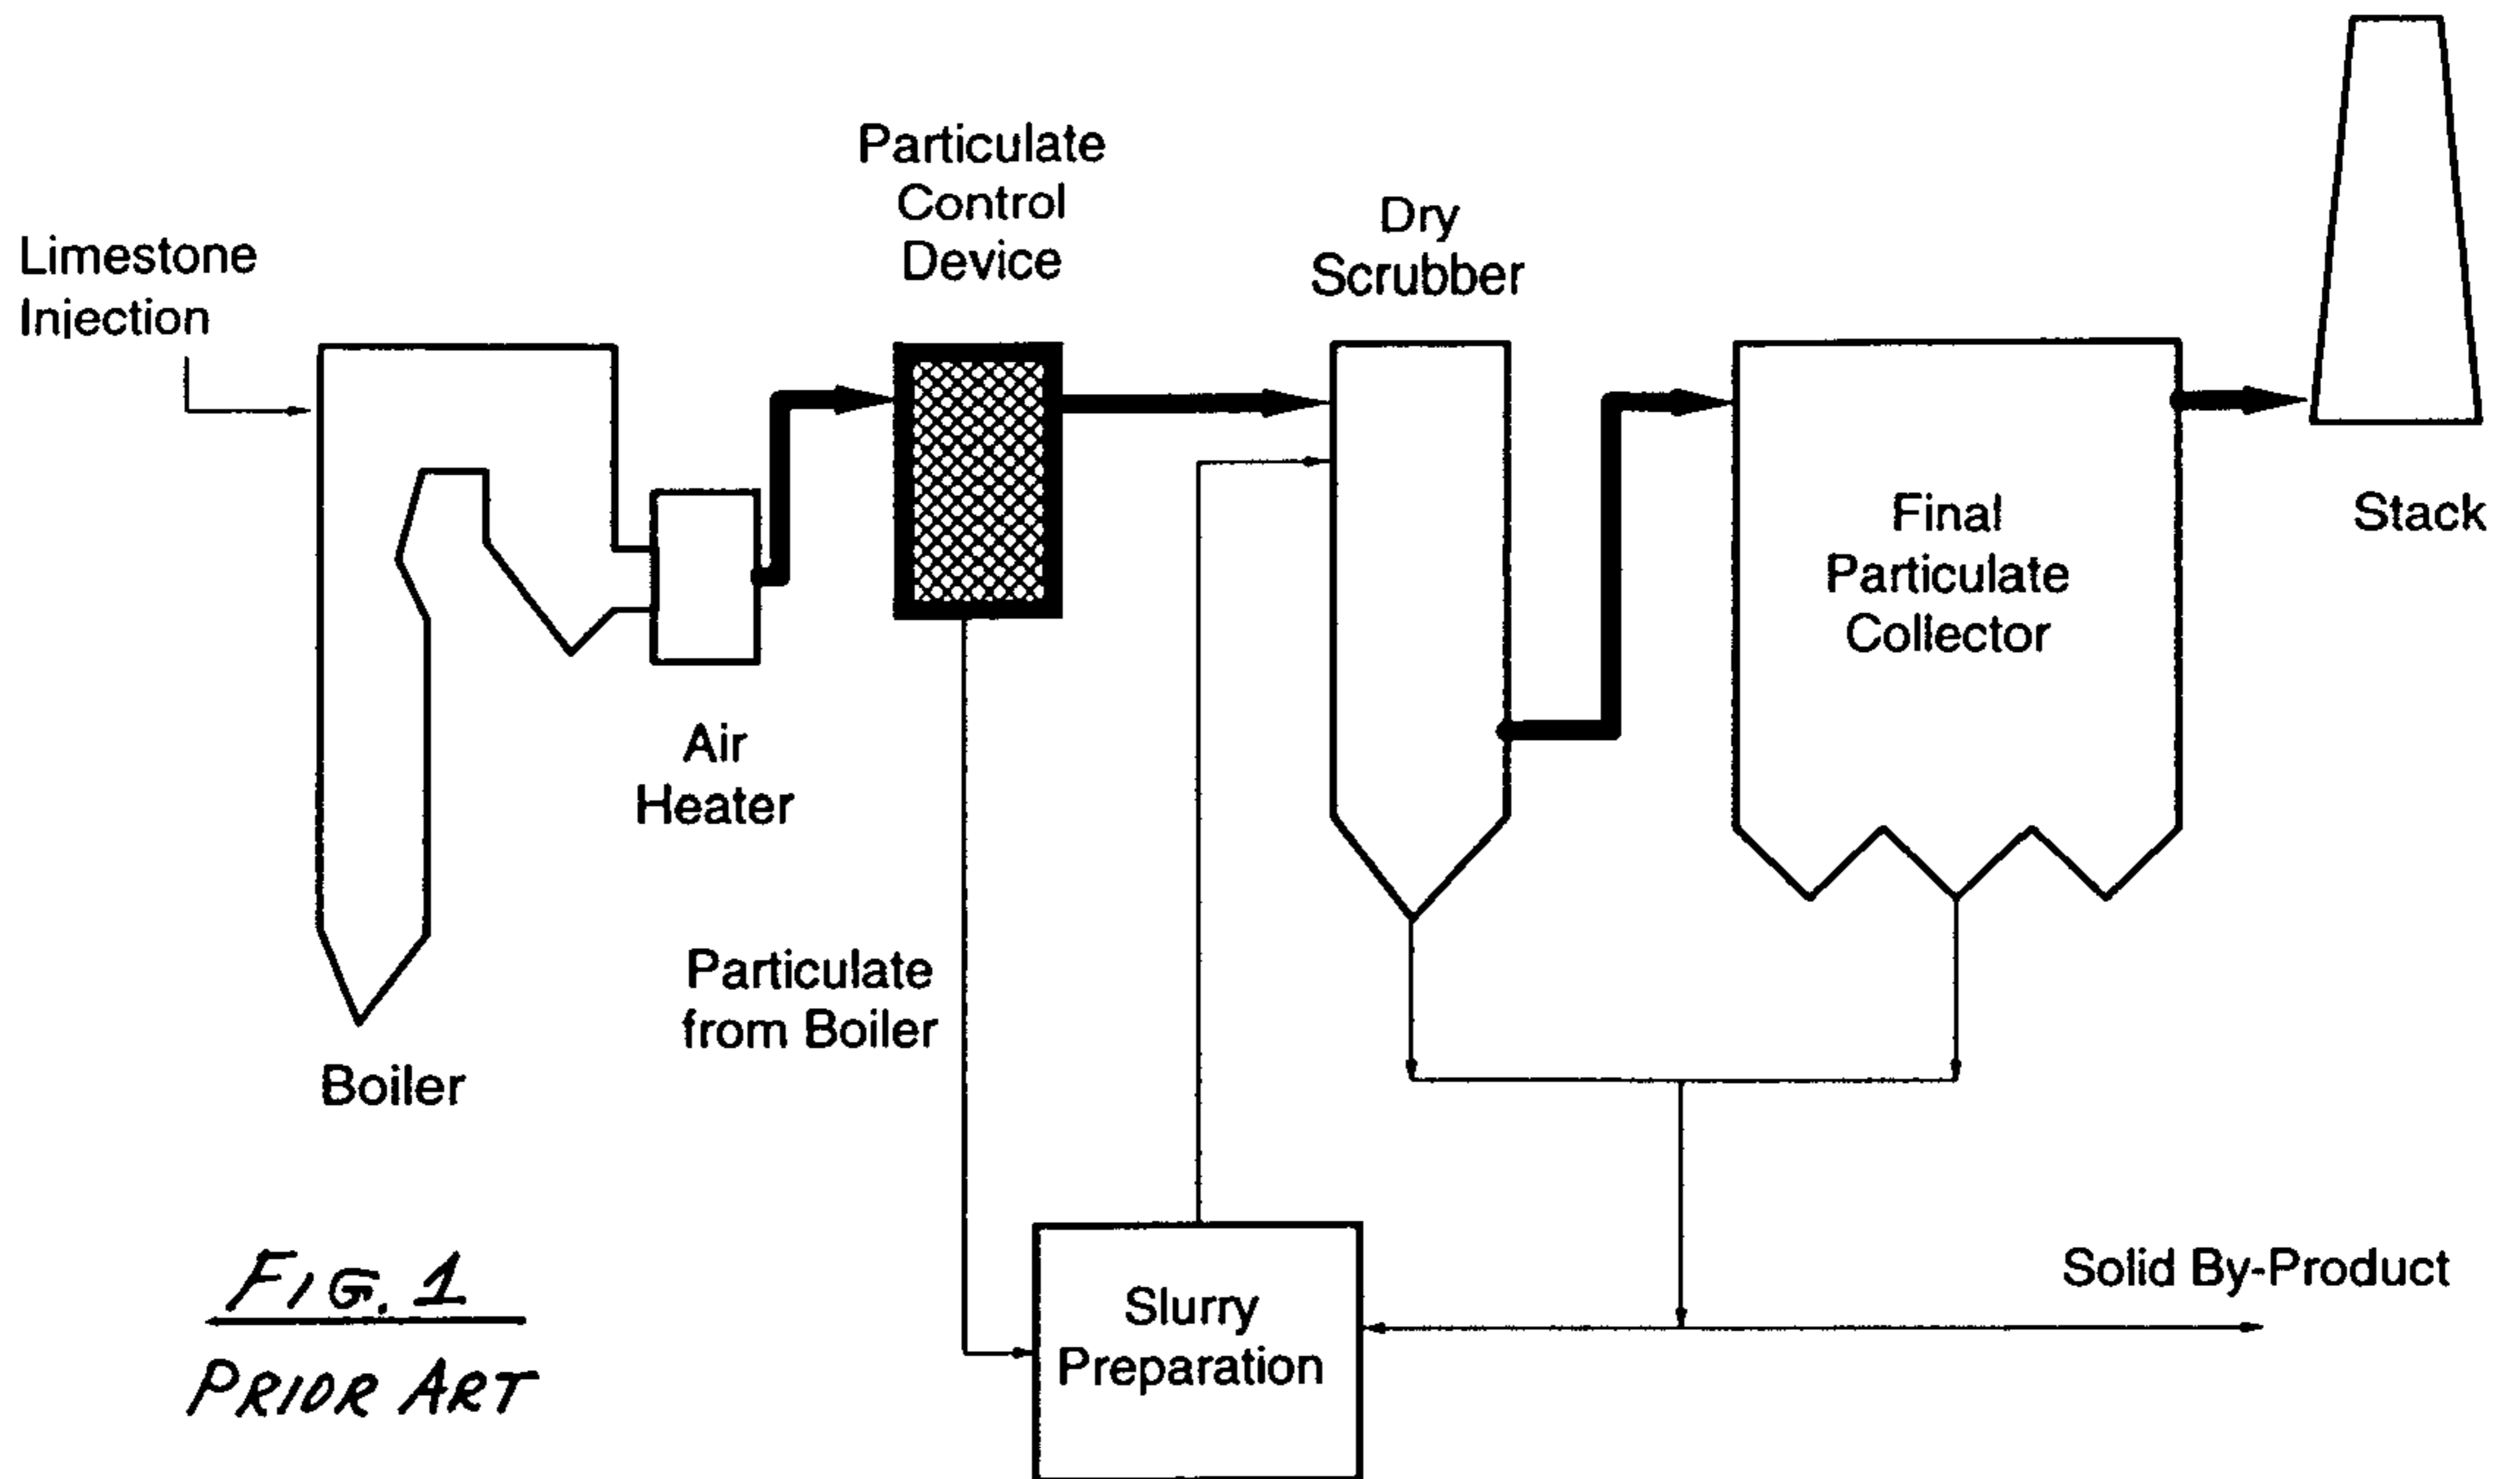 Particulate
Control
Device
Dry
Scrubber
Limestone
Injection
Final
Particulate
Collector
Stack
Air
Heater
Particulate
from Boiler
Boiler
Slurry
Preparation
Solid By-Product
FIG. 1
PRIOR ART